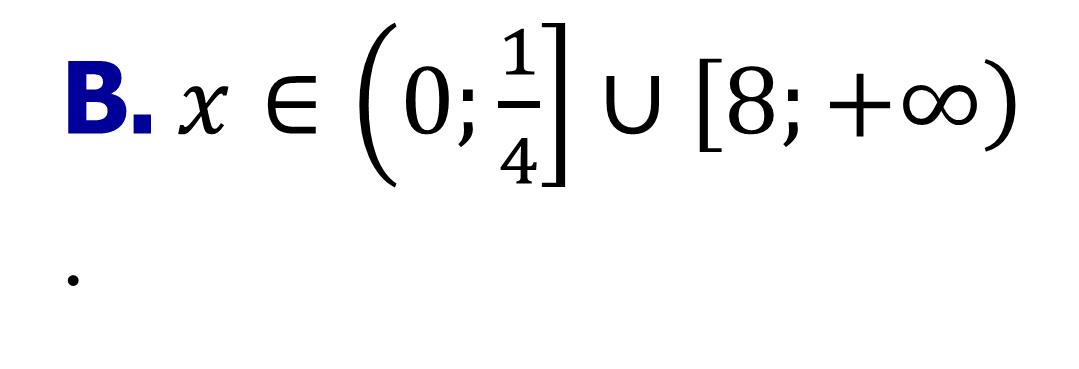 B. x ∈ (0; 1/4] ∪ [8; +∞)
.